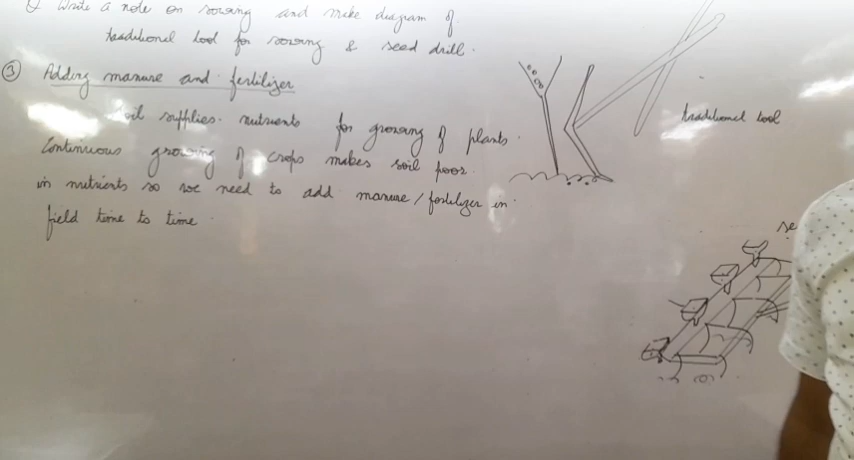 Q Write a note on sowing and make diagram of
traditional tool for sowing & seed drill.
③ Adding manure and fertilizer
Soil supplies nutrients for growing of plants.
Continuous growing of crops makes soil poor
in nutrients so we need to add manure / fertilizer in
field time to time
traditional tool
se